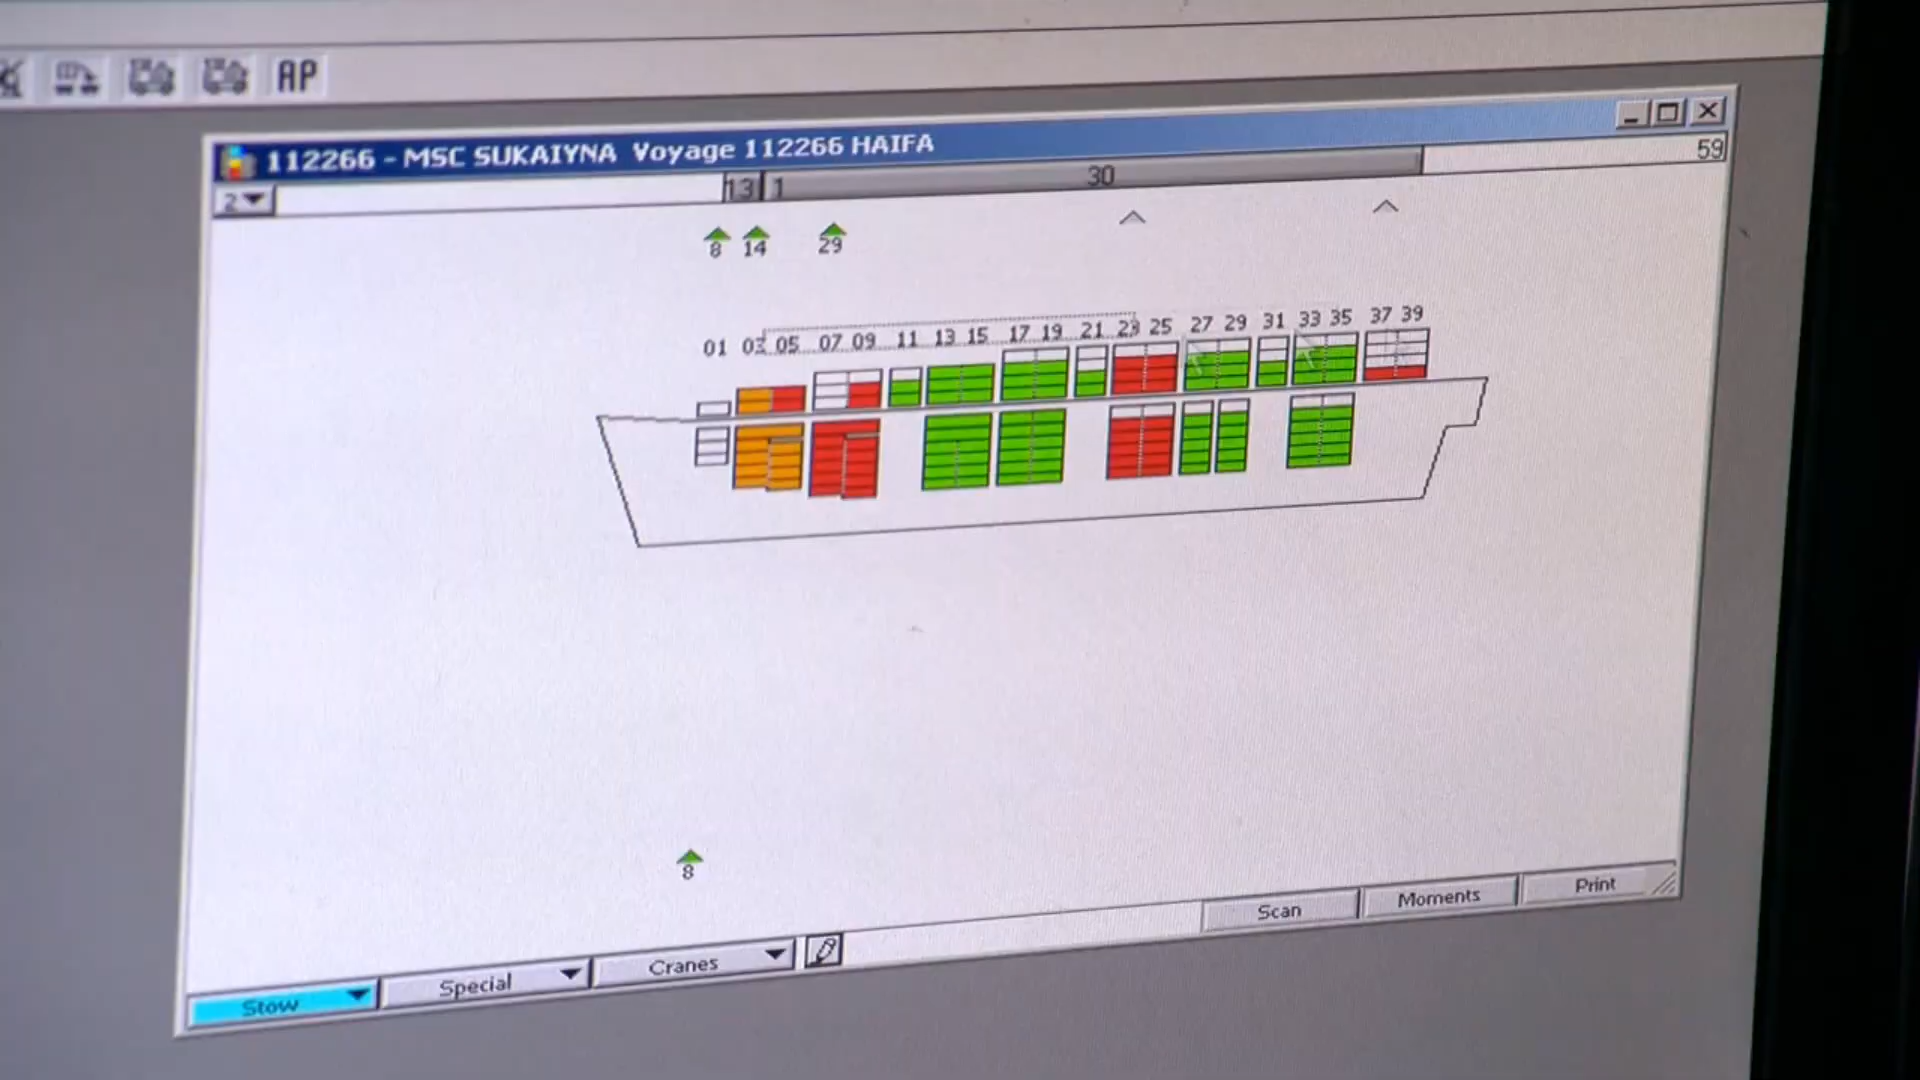 AP
112266 - MSC SUKAIYNA Voyage 112266 HAIFA
2 13 1 30 59
8 14 29
01 03 05 07 09 11 13 15 17 19 21 23 25 27 29 31 33 35 37 39
8
Scan Moments Print
Stow Special Cranes